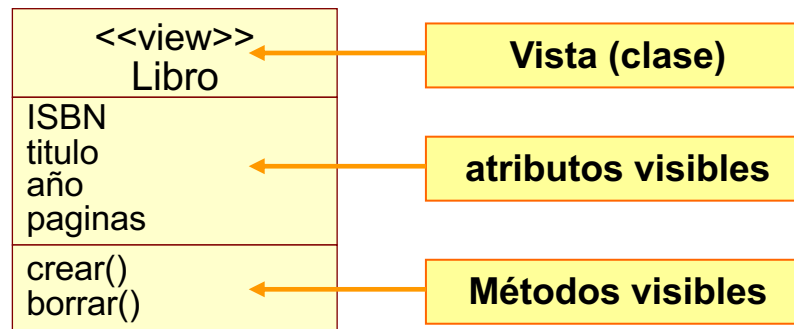 <<view>>
Libro
Vista (clase)
ISBN
titulo
año
paginas
atributos visibles
crear()
borrar()
Métodos visibles